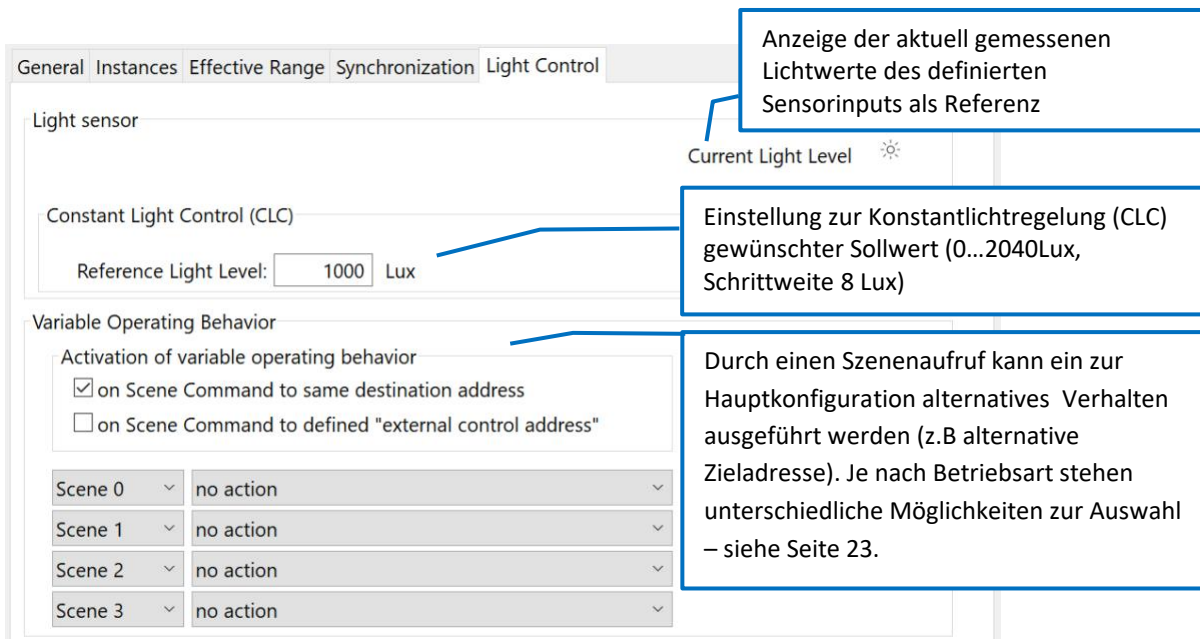 General Instances Effective Range Synchronization Light Control
Anzeige der aktuell gemessenen
Lichtwerte des definierten
Sensorinputs als Referenz
Light sensor
Current Light Level
Constant Light Control (CLC)
Reference Light Level: 1000 Lux
Einstellung zur Konstantlichtregelung (CLC)
gewünschter Sollwert (0…2040Lux,
Schrittweite 8 Lux)
Variable Operating Behavior
Activation of variable operating behavior
on Scene Command to same destination address
on Scene Command to defined "external control address"
Durch einen Szenenaufruf kann ein zur
Hauptkonfiguration alternatives Verhalten
ausgeführt werden (z.B alternative
Zieladresse). Je nach Betriebsart stehen
unterschiedliche Möglichkeiten zur Auswahl
– siehe Seite 23.
Scene 0 no action
Scene 1 no action
Scene 2 no action
Scene 3 no action